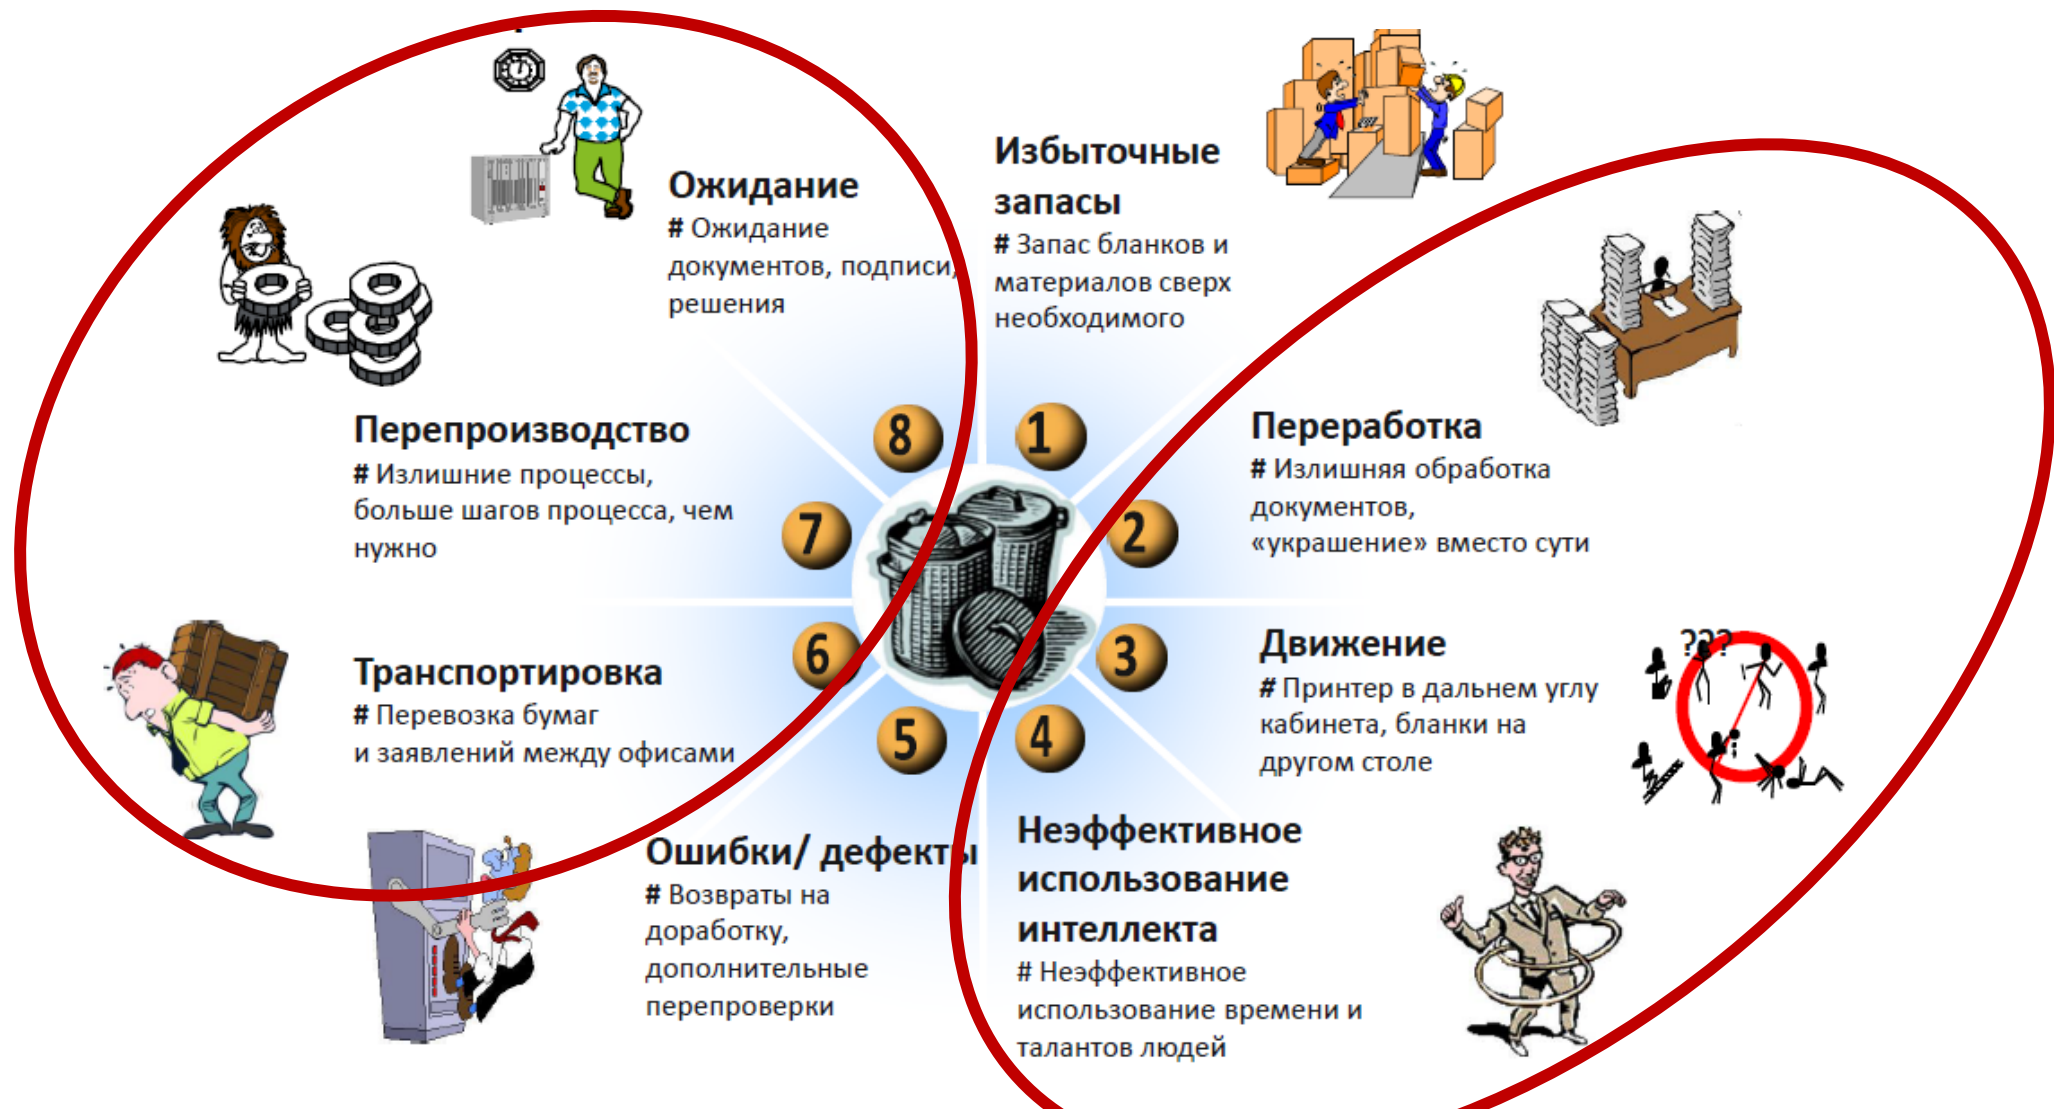 Ожидание
# Ожидание
документов, подписи,
решения
Избыточные
запасы
# Запас бланков и
материалов сверх
необходимого
Перепроизводство
# Излишние процессы,
больше шагов процесса, чем
нужно
Переработка
# Излишняя обработка
документов,
«украшение» вместо сути
8
1
7
2
6
3
5
4
Транспортировка
# Перевозка бумаг
и заявлений между офисами
Движение
# Принтер в дальнем углу
кабинета, бланки на
другом столе
???
Ошибки/ дефекты
# Возвраты на
доработку,
дополнительные
перепроверки
Неэффективное
использование
интеллекта
# Неэффективное
использование времени и
талантов людей